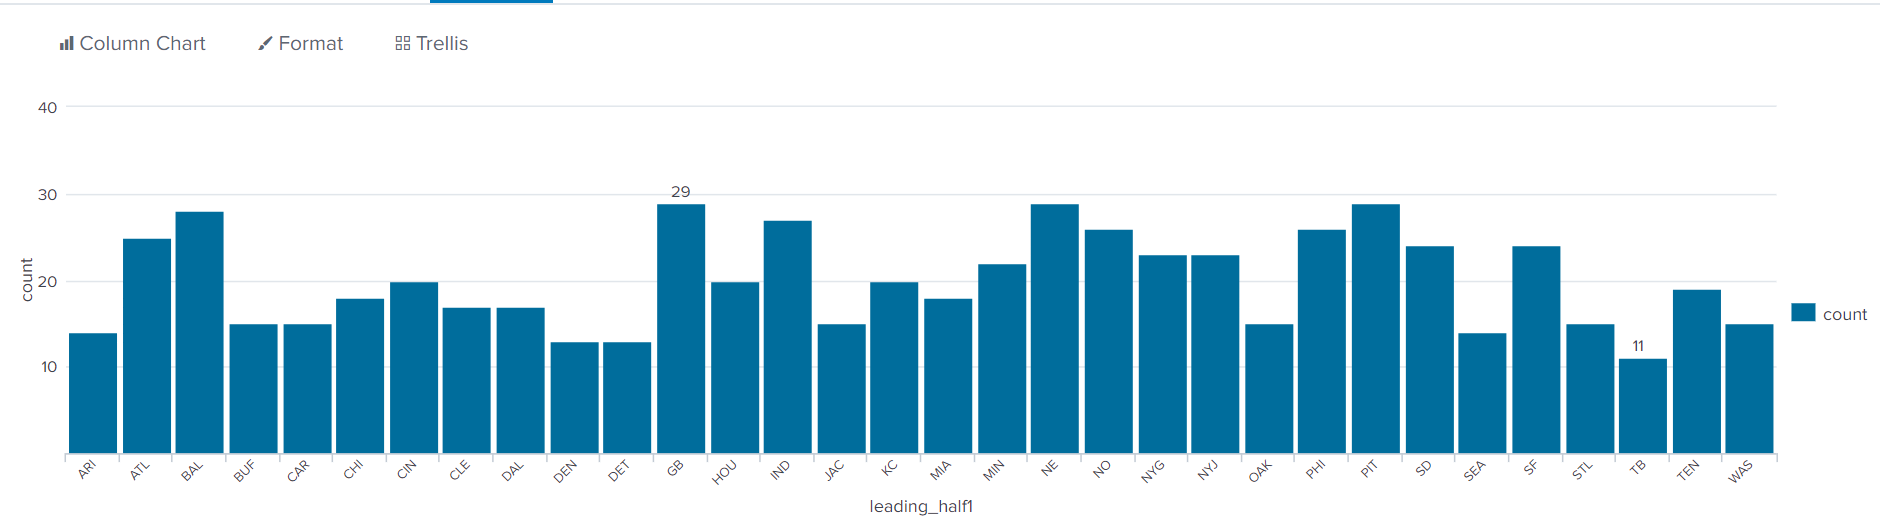 Column Chart Format Trellis
40
30
20
10
count
29
11
count
ARI ATL BAL BUF CAR CHI CIN CLE DAL DEN DET GB HOU IND JAC KC MIA MIN NE NO NYG NYJ OAK PHI PIT SD SEA SF STL TB TEN WAS
leading_half1